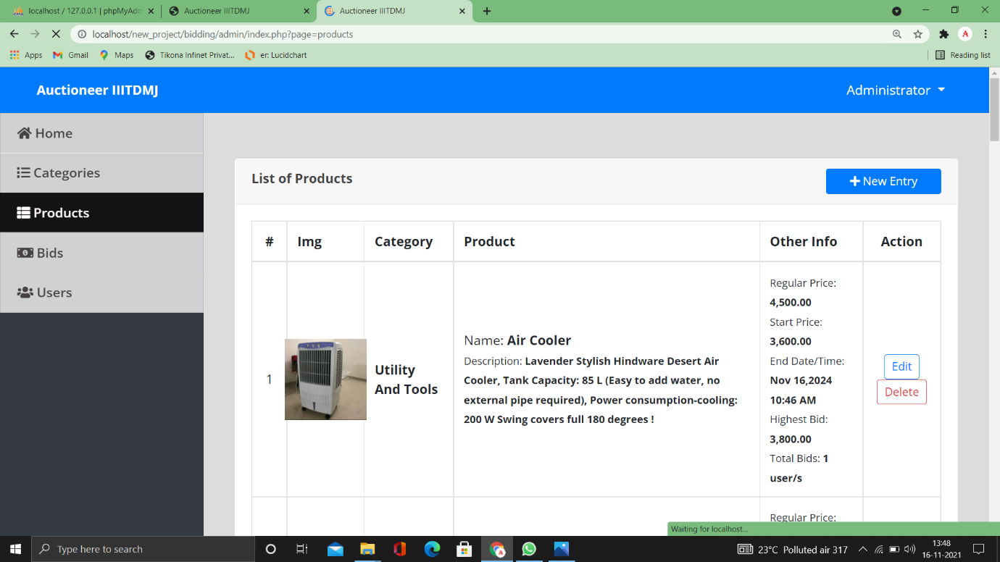 localhost / 127.0.0.1 | phpMyAdm
Auctioneer IIITDMJ
Auctioneer IIITDMJ
localhost/new_project/bidding/admin/index.php?page=products
A
Apps
Gmail
Maps
Tikona Infinet Privat...
er: Lucidchart
Reading list
Auctioneer IIITDMJ
Administrator
Home
Categories
Products
Bids
Users
List of Products
New Entry
# Img Category Product Other Info Action
1
Utility
And Tools
Name: Air Cooler
Description: Lavender Stylish Hindware Desert Air
Cooler, Tank Capacity: 85 L (Easy to add water, no
external pipe required), Power consumption-cooling:
200 W Swing covers full 180 degrees !
Regular Price:
4,500.00
Start Price:
3,600.00
End Date/Time:
Nov 16,2024
10:46 AM
Highest Bid:
3,800.00
Total Bids: 1
user/s
Edit
Delete
Regular Price:
Waiting for localhost...
Type here to search
23°C Polluted air 317
13:48
16-11-2021